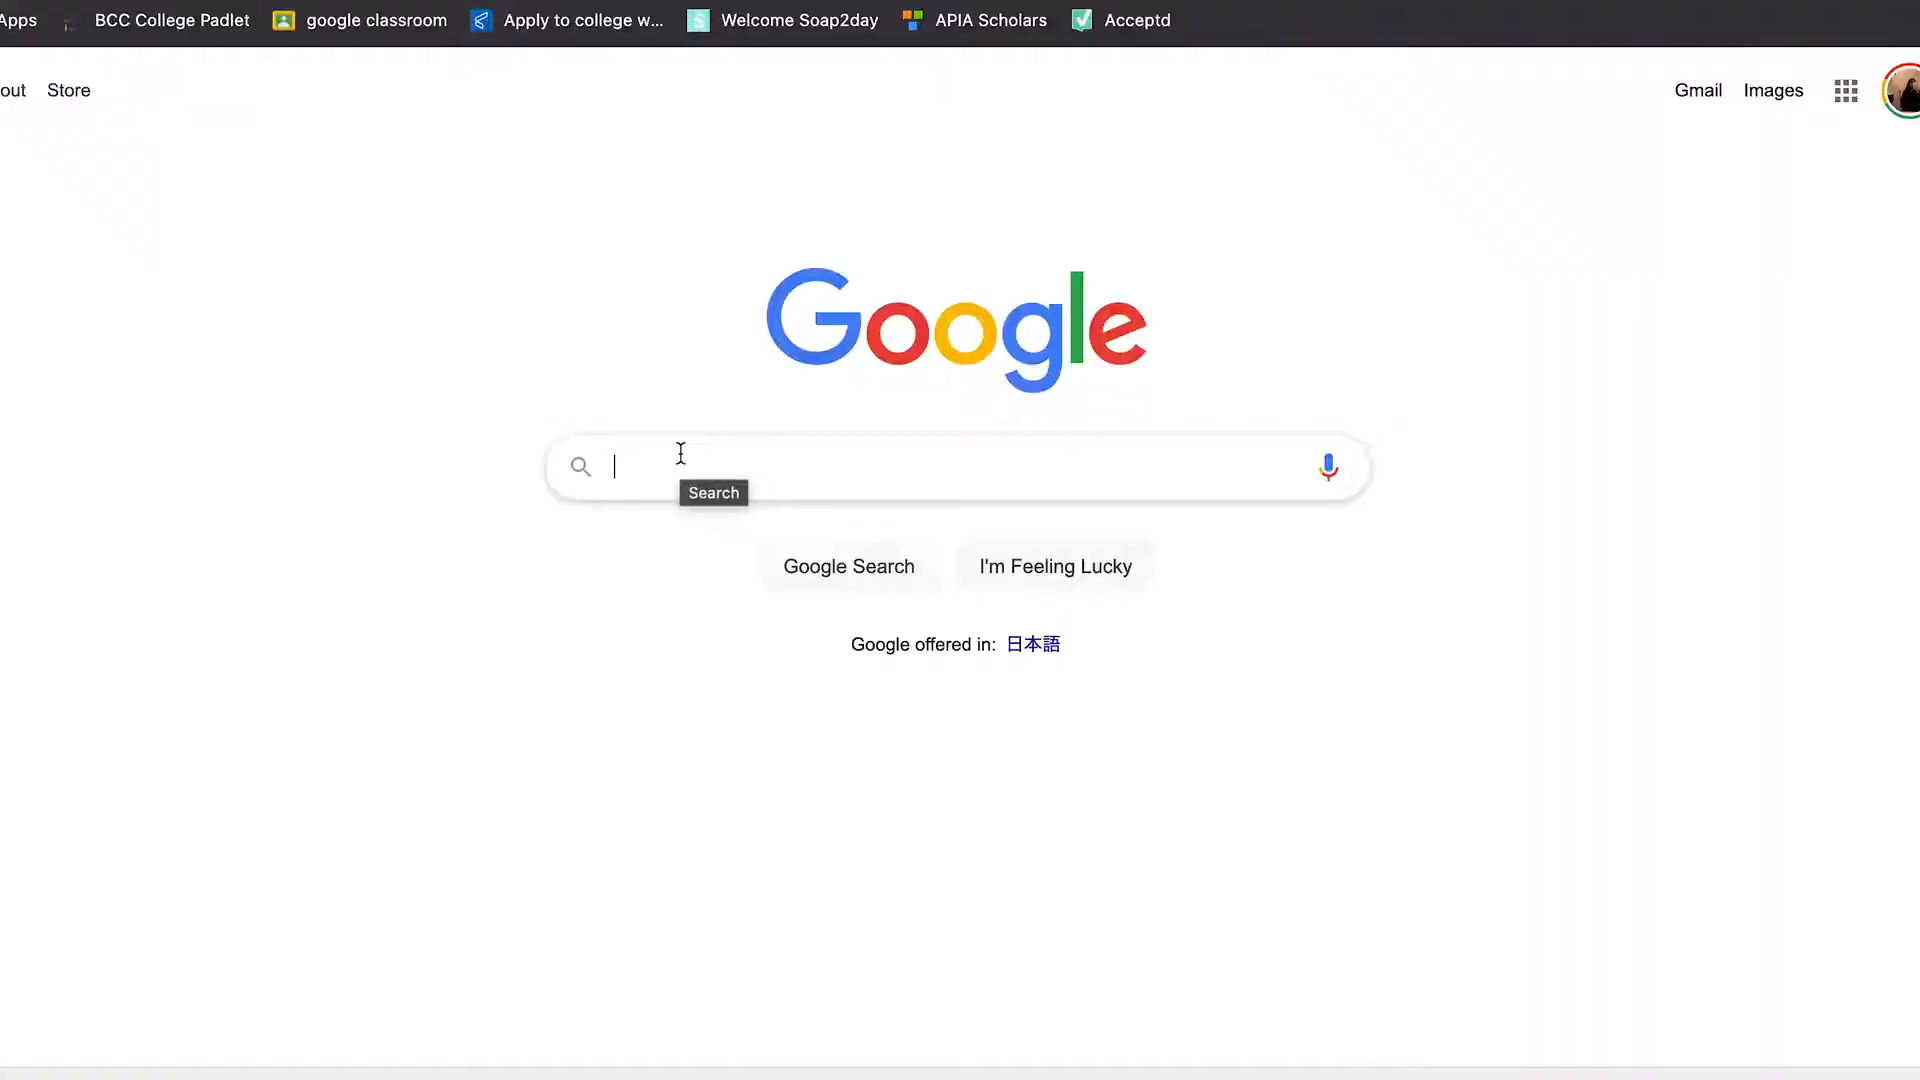 Apps BCC College Padlet google classroom Apply to college w... Welcome Soap2day APIA Scholars Acceptd
out Store Gmail Images
Google
Search
Google Search I'm Feeling Lucky
Google offered in: 日本語